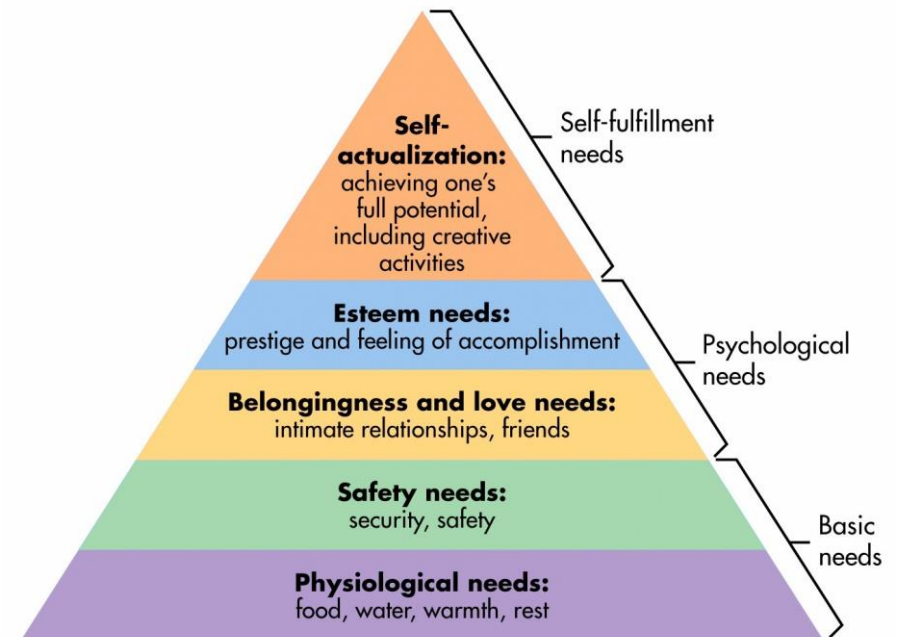 Self-
actualization:
achieving one's
full potential,
including creative
activities
Self-fulfillment
needs
Esteem needs:
prestige and feeling of accomplishment
Psychological
needs
Belongingness and love needs:
intimate relationships, friends
Safety needs:
security, safety
Basic
needs
Physiological needs:
food, water, warmth, rest